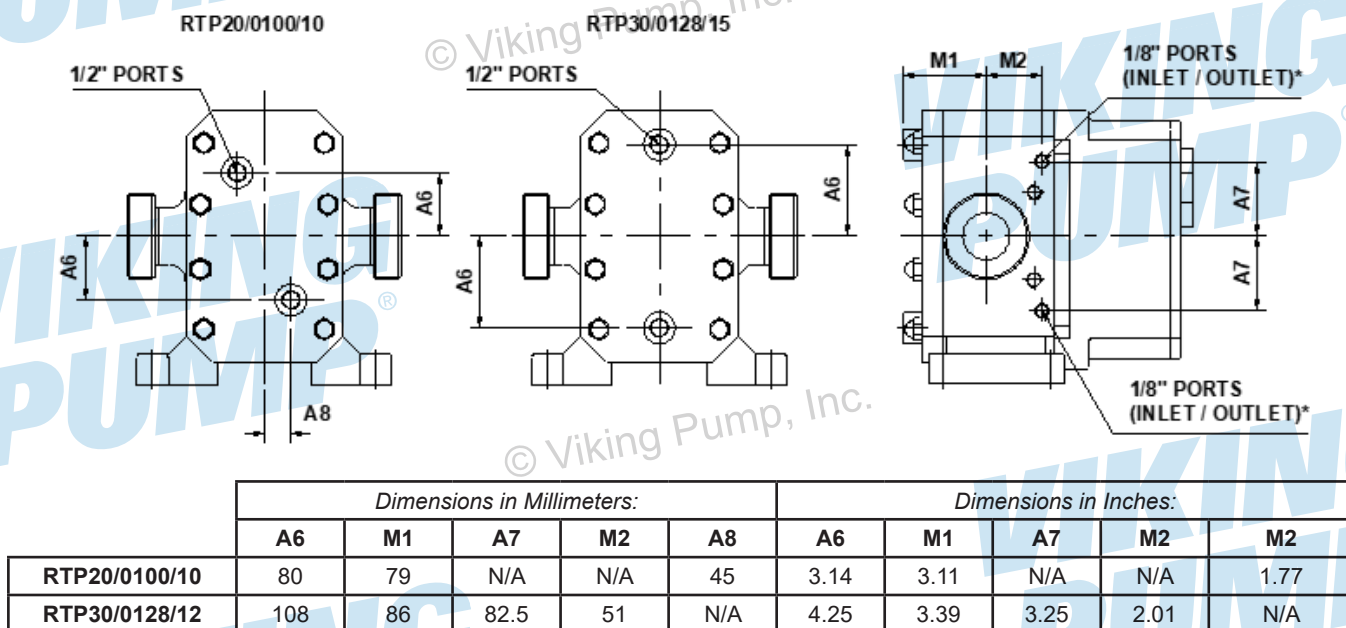 RTP20/0100/10
RTP30/0128/15
© Viking Pump, Inc.
1/2" PORTS
1/2" PORTS
M1
M2
1/8" PORTS
(INLET / OUTLET)*
A6
A6
A6
A6
A7
A7
A8
1/8" PORTS
(INLET / OUTLET)*
VIKING
PUMP®
VIKING
PUMP®
© Viking Pump, Inc.
Dimensions in Millimeters: Dimensions in Inches:
A6 M1 A7 M2 A8 A6 M1 A7 M2 M2
RTP20/0100/10 80 79 N/A N/A 45 3.14 3.11 N/A N/A 1.77
RTP30/0128/12 108 86 82.5 51 N/A 4.25 3.39 3.25 2.01 N/A